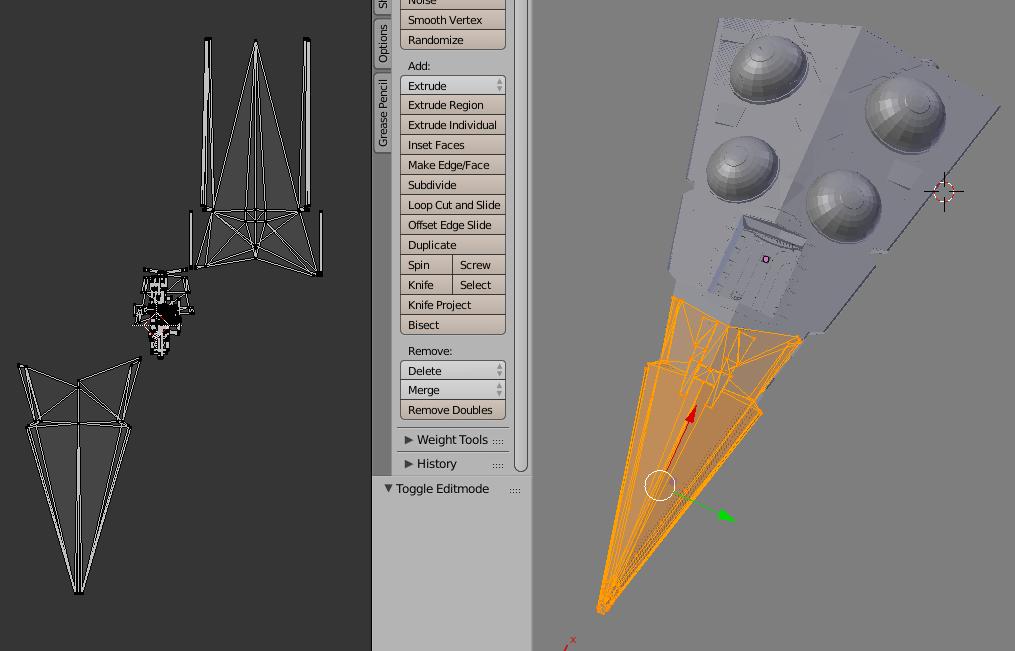 Options
Grease Pencil
Noise
Smooth Vertex
Randomize
Add:
Extrude
Extrude Region
Extrude Individual
Inset Faces
Make Edge/Face
Subdivide
Loop Cut and Slide
Offset Edge Slide
Duplicate
Spin Screw
Knife Select
Knife Project
Bisect
Remove:
Delete
Merge
Remove Doubles
Weight Tools
History
Toggle Editmode
x